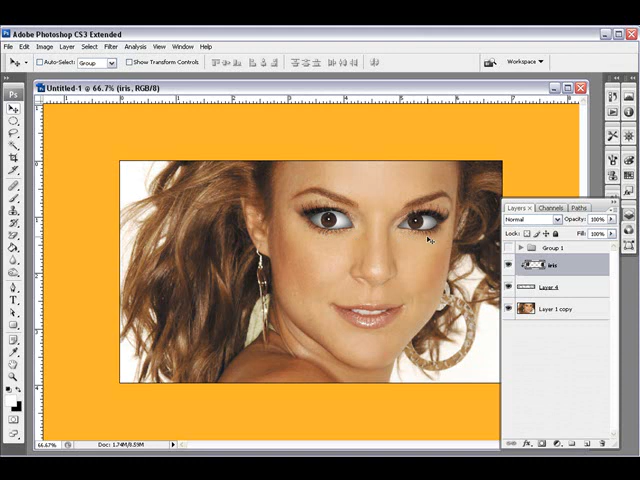 Adobe Photoshop CS3 Extended
File Edit Image Layer Select Filter Analysis View Window Help
Auto-Select: Group Show Transform Controls Workspace
Ps
Untitled-1 @ 66.7% (iris, RGB/8)
Layers Channels Paths
Normal Opacity: 100%
Lock: Fill: 100%
Group 1
iris
Layer 4
Layer 1 copy
66.67% Doc: 1.74M/8.59M
fx